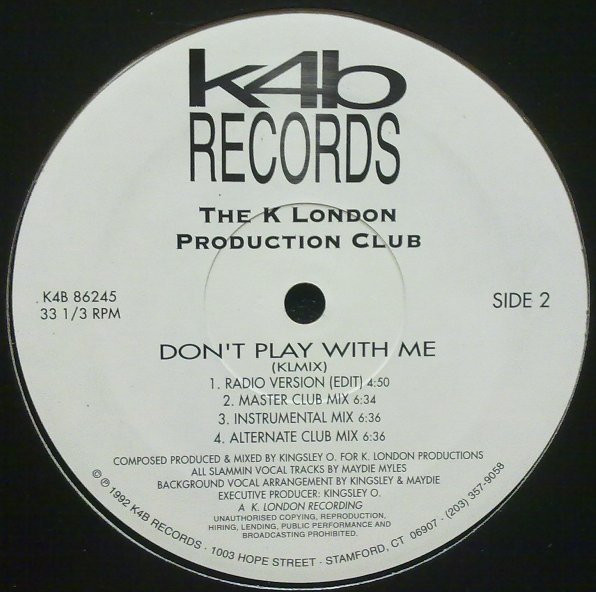 k4b
RECORDS
THE K LONDON
PRODUCTION CLUB
K4B 86245
33 1/3 RPM
SIDE 2
DON'T PLAY WITH ME
(KLMIX)
1. RADIO VERSION (EDIT) 4:50
2. MASTER CLUB MIX 6:34
3. INSTRUMENTAL MIX 6:36
4. ALTERNATE CLUB MIX 6:36
COMPOSED PRODUCED & MIXED BY KINGSLEY O. FOR K. LONDON PRODUCTIONS
ALL SLAMMIN VOCAL TRACKS BY MAYDIE MYLES
BACKGROUND VOCAL ARRANGEMENT BY KINGSLEY & MAYDIE
EXECUTIVE PRODUCER: KINGSLEY O.
A K. LONDON RECORDING
UNAUTHORISED COPYING, REPRODUCTION,
HIRING, LENDING, PUBLIC PERFORMANCE AND
BROADCASTING PROHIBITED.
© ℗ 1992 K4B RECORDS · 1003 HOPE STREET · STAMFORD, CT 06907 · (203) 357-9058